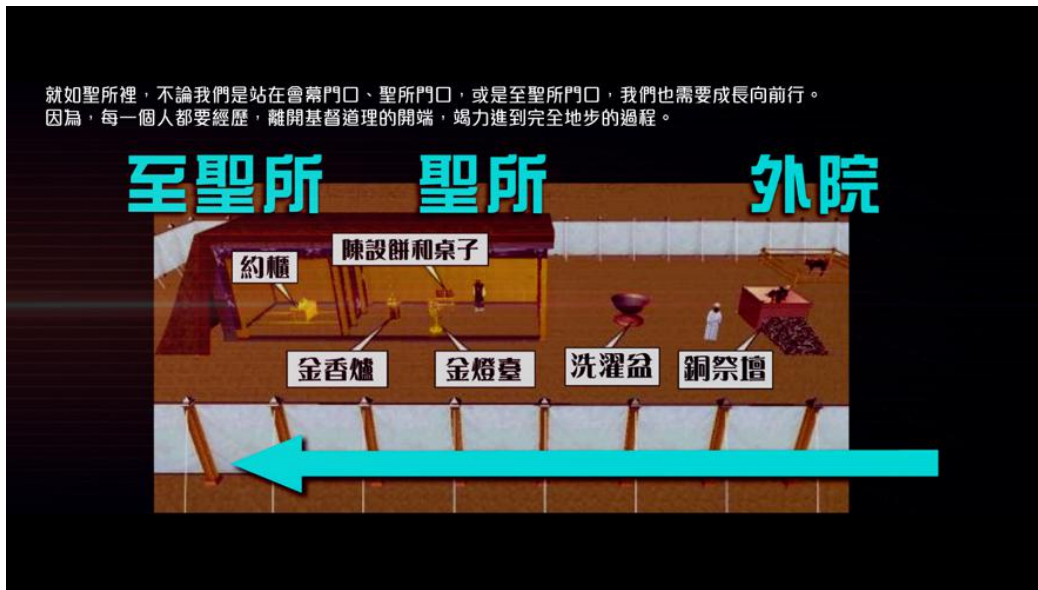 就如聖所裡，不論我們是站在會幕門口、聖所門口，或是至聖所門口，我們也需要成長向前行。
因為，每一個人都要經歷，離開基督道理的開端，竭力進到完全地步的過程。
至聖所
聖所
外院
約櫃
陳設餅和桌子
金香爐
金燈臺
洗濯盆
銅祭壇